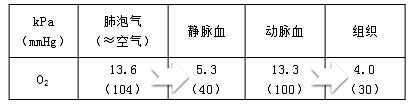 kPa
(mmHg)
肺泡气
(≈空气)
静脉血
动脉血
组织
O₂
13.6
(104)
5.3
(40)
13.3
(100)
4.0
(30)